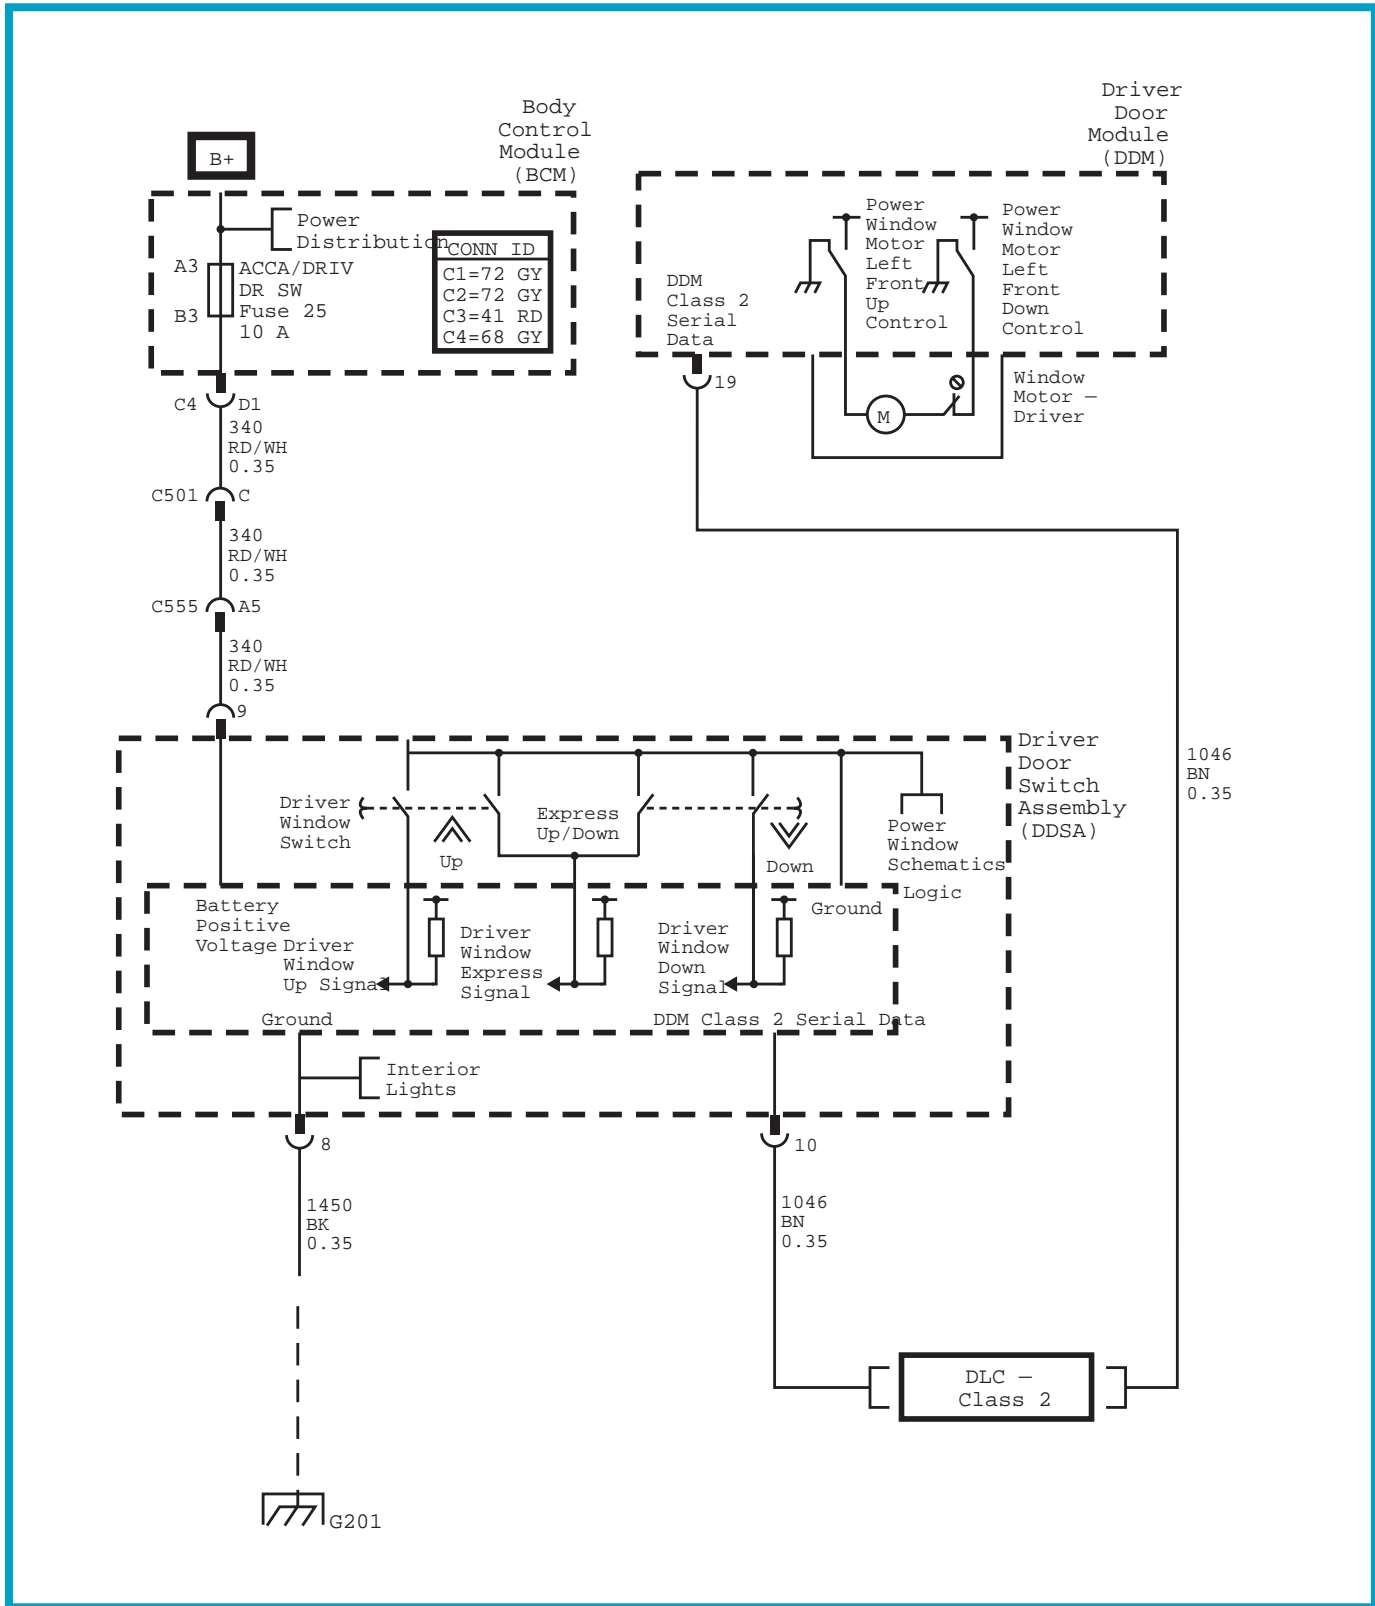 Body
Control
Module
(BCM)
B+
Power
Distribution
A3
B3
ACCA/DRIV
DR SW
Fuse 25
10 A
CONN ID
C1=72 GY
C2=72 GY
C3=41 RD
C4=68 GY
C4
D1
340
RD/WH
0.35
C501
C
340
RD/WH
0.35
C555
A5
340
RD/WH
0.35
9
Driver
Door
Module
(DDM)
DDM
Class 2
Serial
Data
Power
Window
Motor
Left
Front
Up
Control
Power
Window
Motor
Left
Front
Down
Control
19
M
Window
Motor —
Driver
Driver
Door
Switch
Assembly
(DDSA)
1046
BN
0.35
Driver
Window
Switch
Up
Express
Up/Down
Down
Power
Window
Schematics
Logic
Battery
Positive
Voltage
Driver
Window
Up Signal
Driver
Window
Express
Signal
Driver
Window
Down
Signal
Ground
Ground
DDM Class 2 Serial Data
Interior
Lights
8
10
1450
BK
0.35
1046
BN
0.35
DLC —
Class 2
G201